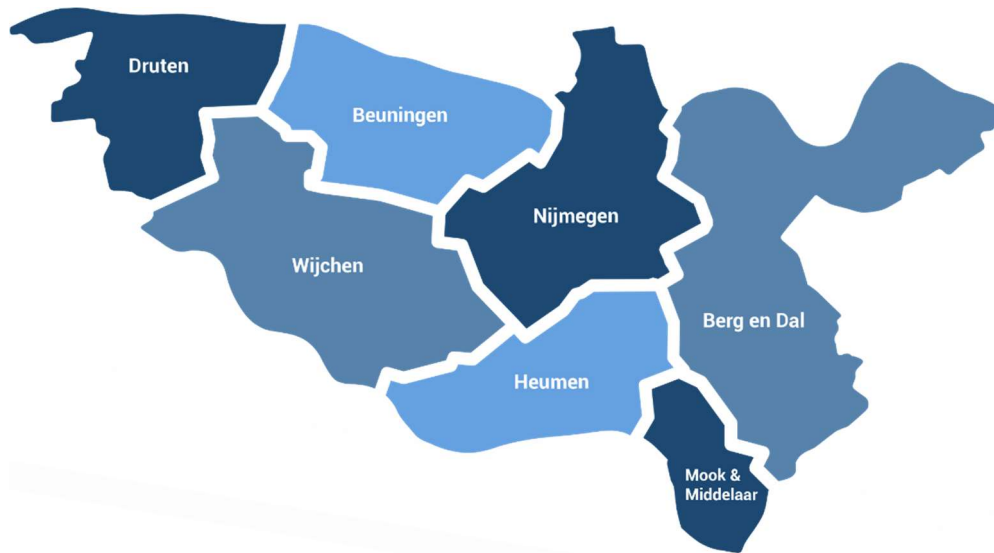 Druten
Beuningen
Nijmegen
Wijchen
Berg en Dal
Heumen
Mook &
Middelaar